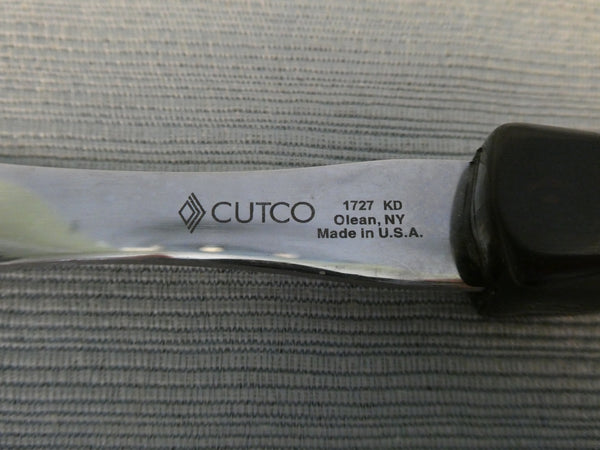 CUTCO
1727 KD
Olean, NY
Made in U.S.A.